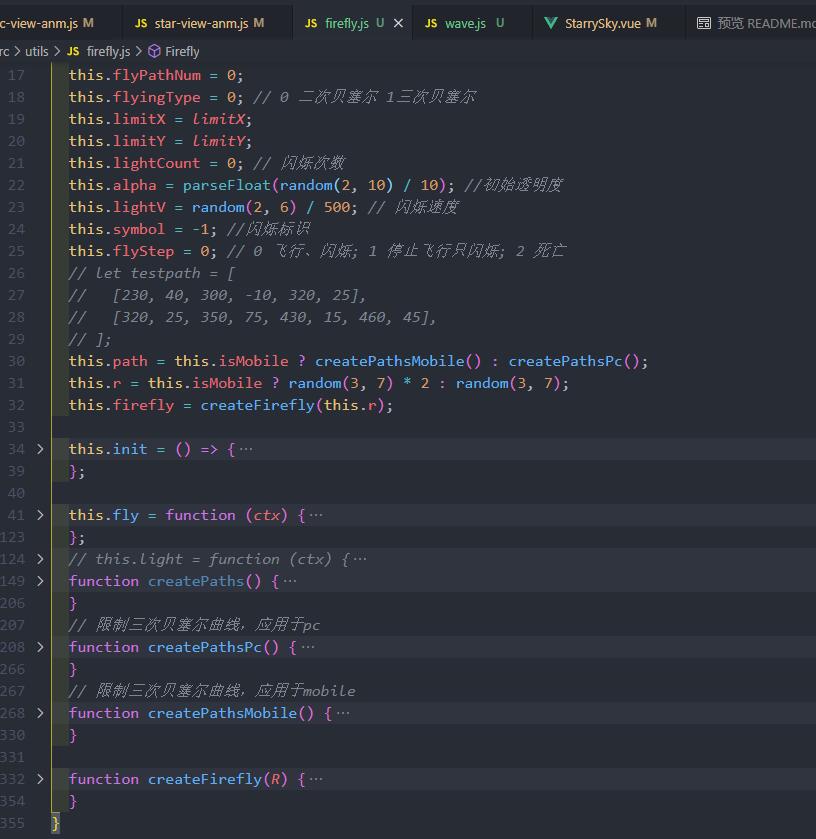 c-view-anm.js M JS star-view-anm.js M JS firefly.js U × JS wave.js U StarrySky.vue M 预览 README.mc
rc > utils > JS firefly.js > Firefly
17 this.flyPathNum = 0;
18 this.flyingType = 0; // 0 二次贝塞尔 1三次贝塞尔
19 this.limitX = limitX;
20 this.limitY = limitY;
21 this.lightCount = 0; // 闪烁次数
22 this.alpha = parseFloat(random(2, 10) / 10); //初始透明度
23 this.lightV = random(2, 6) / 500; // 闪烁速度
24 this.symbol = -1; //闪烁标识
25 this.flyStep = 0; // 0 飞行、闪烁; 1 停止飞行只闪烁; 2 死亡
26 // let testpath = [
27 //   [230, 40, 300, -10, 320, 25],
28 //   [320, 25, 350, 75, 430, 15, 460, 45],
29 // ];
30 this.path = this.isMobile ? createPathsMobile() : createPathsPc();
31 this.r = this.isMobile ? random(3, 7) * 2 : random(3, 7);
32 this.firefly = createFirefly(this.r);
33
34 > this.init = () => {···
39 };
40
41 > this.fly = function (ctx) {···
123 };
124 > // this.light = function (ctx) {···
149 > function createPaths() {···
206 }
207 // 限制三次贝塞尔曲线，应用于pc
208 > function createPathsPc() {···
266 }
267 // 限制三次贝塞尔曲线，应用于mobile
268 > function createPathsMobile() {···
330 }
331
332 > function createFirefly(R) {···
354 }
355 }